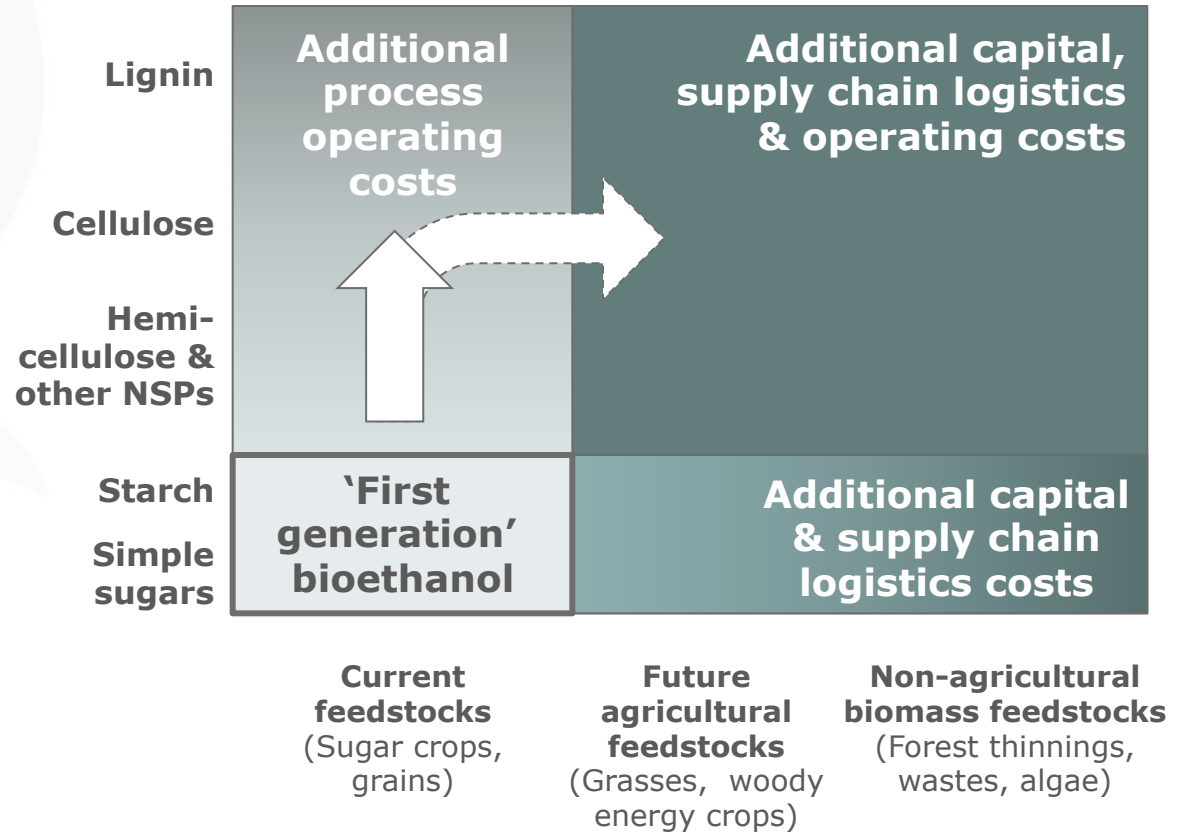 Lignin
Cellulose
Hemi-
cellulose &
other NSPs
Starch
Simple
sugars
Additional
process
operating
costs
Additional capital,
supply chain logistics
& operating costs
‘First
generation’
bioethanol
Additional capital
& supply chain
logistics costs
Current
feedstocks
(Sugar crops,
grains)
Future
agricultural
feedstocks
(Grasses, woody
energy crops)
Non-agricultural
biomass feedstocks
(Forest thinnings,
wastes, algae)